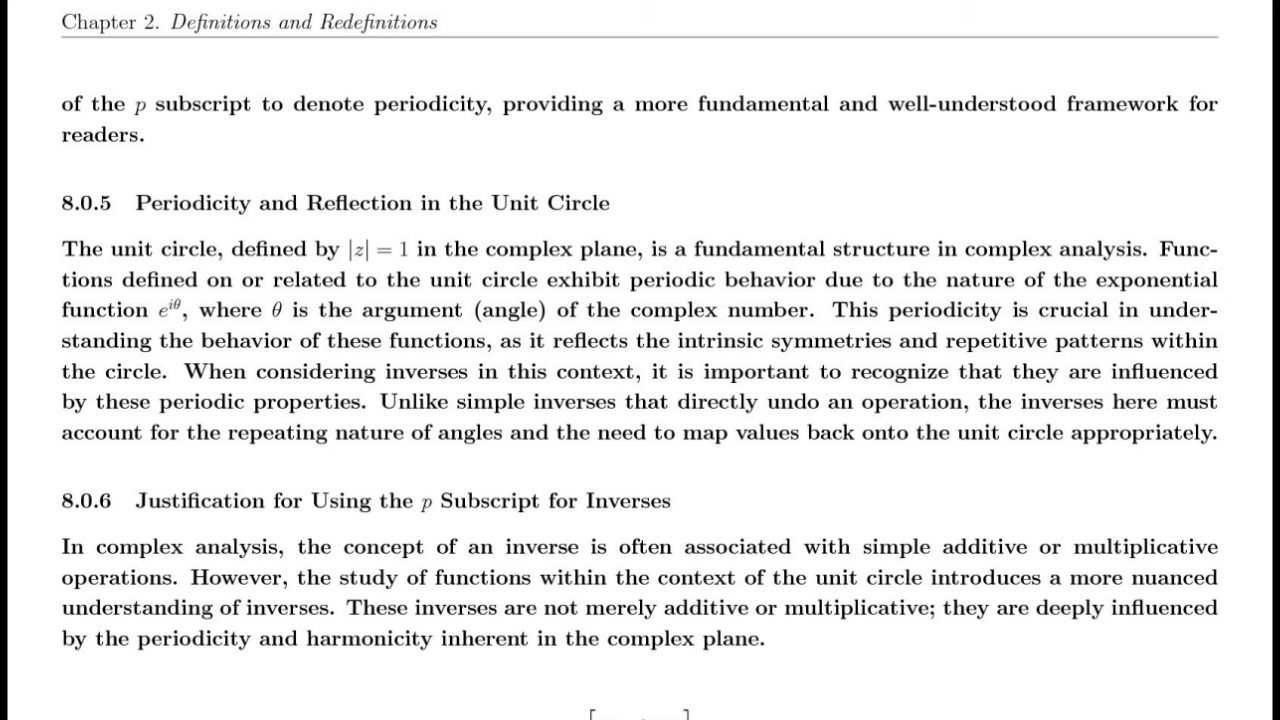 Chapter 2. Definitions and Redefinitions
of the p subscript to denote periodicity, providing a more fundamental and well-understood framework for
readers.
8.0.5 Periodicity and Reflection in the Unit Circle
The unit circle, defined by |z| = 1 in the complex plane, is a fundamental structure in complex analysis. Func-
tions defined on or related to the unit circle exhibit periodic behavior due to the nature of the exponential
function e^{iθ}, where θ is the argument (angle) of the complex number. This periodicity is crucial in under-
standing the behavior of these functions, as it reflects the intrinsic symmetries and repetitive patterns within
the circle. When considering inverses in this context, it is important to recognize that they are influenced
by these periodic properties. Unlike simple inverses that directly undo an operation, the inverses here must
account for the repeating nature of angles and the need to map values back onto the unit circle appropriately.
8.0.6 Justification for Using the p Subscript for Inverses
In complex analysis, the concept of an inverse is often associated with simple additive or multiplicative
operations. However, the study of functions within the context of the unit circle introduces a more nuanced
understanding of inverses. These inverses are not merely additive or multiplicative; they are deeply influenced
by the periodicity and harmonicity inherent in the complex plane.